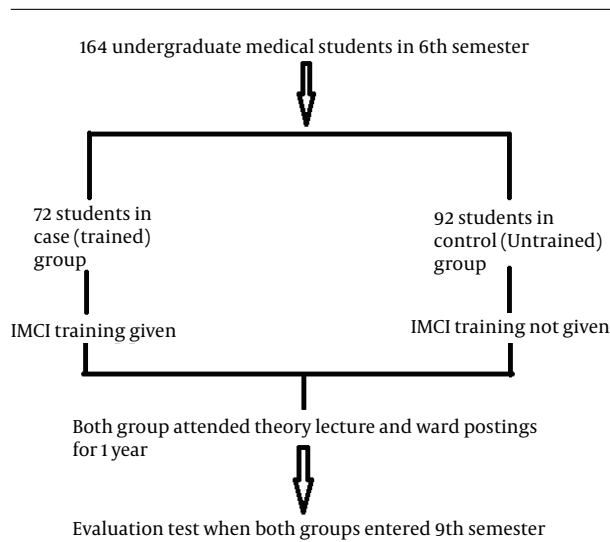 164 undergraduate medical students in 6th semester
72 students in
case (trained)
group
92 students in
control (Untrained)
group
IMCI training given
IMCI training not given
Both group attended theory lecture and ward postings
for 1 year
Evaluation test when both groups entered 9th semester